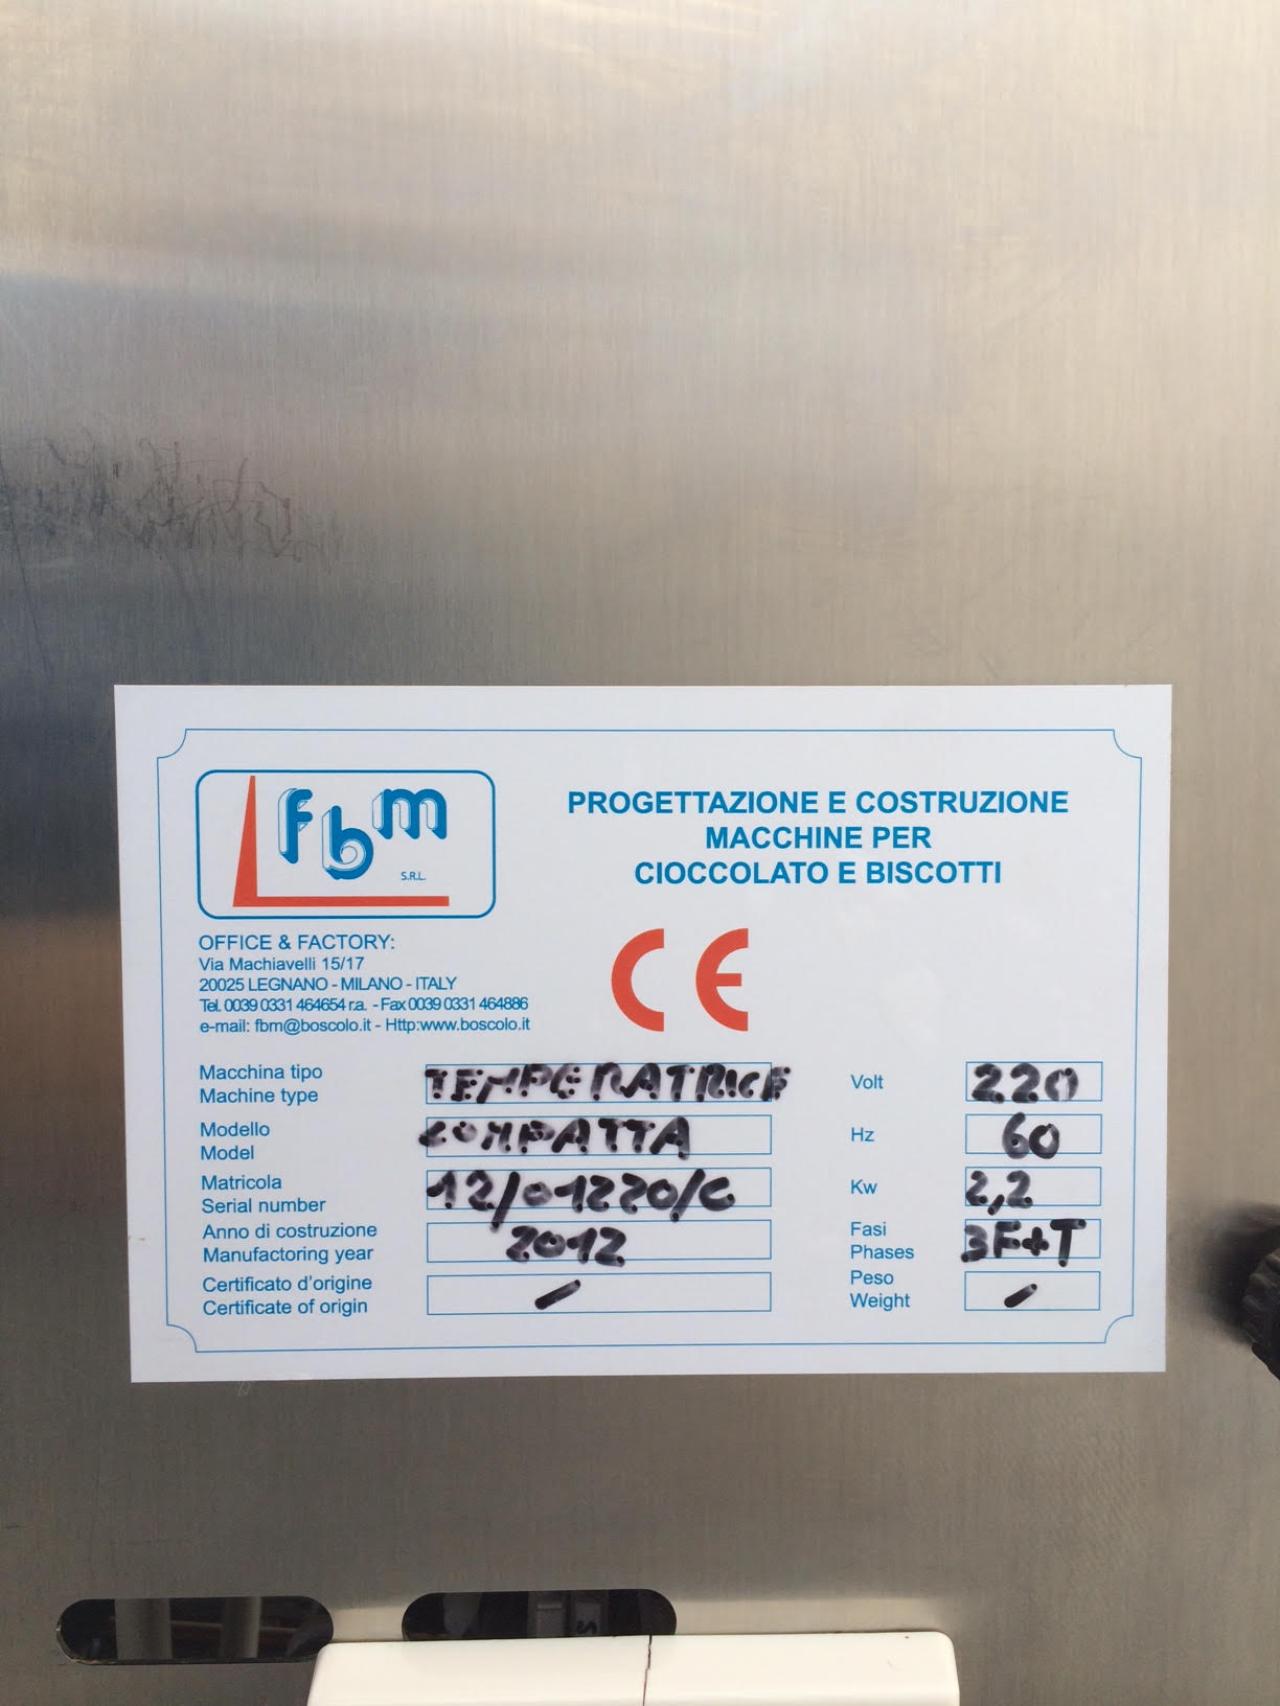 fbm
S.R.L.
PROGETTAZIONE E COSTRUZIONE
MACCHINE PER
CIOCCOLATO E BISCOTTI
CE
OFFICE & FACTORY:
Via Machiavelli 15/17
20025 LEGNANO - MILANO - ITALY
Tel. 0039 0331 464654 r.a. - Fax 0039 0331 464886
e-mail: fbm@boscolo.it - Http:www.boscolo.it
Macchina tipo
Machine type
TEMPERATRICE
Modello
Model
COMPATTA
Matricola
Serial number
12/01220/C
Anno di costruzione
Manufactoring year
2012
Certificato d'origine
Certificate of origin
/
Volt
220
Hz
60
Kw
2,2
Fasi
Phases
3F+T
Peso
Weight
/